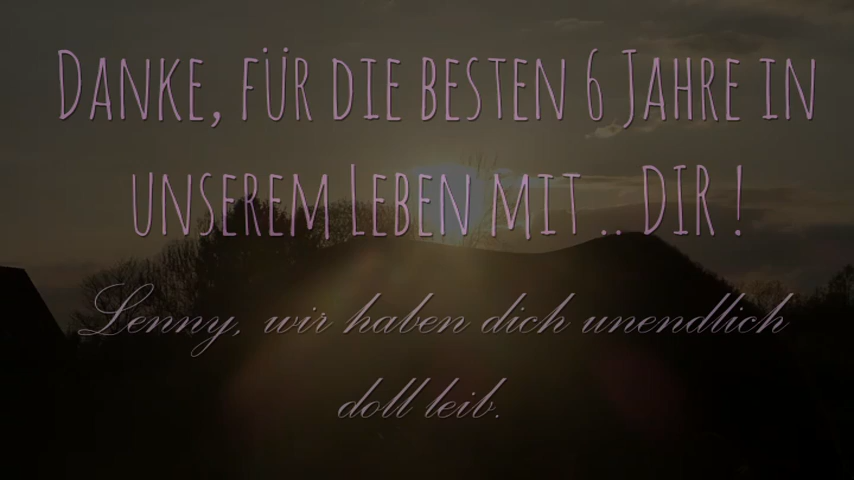 Danke, für die besten 6 Jahre in
unserem Leben mit .. DIR !
Lenny, wir haben dich unendlich
doll leib.